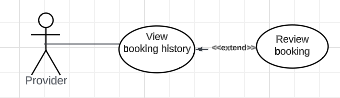 View
booking history
<<extend>>
Review
booking
Provider